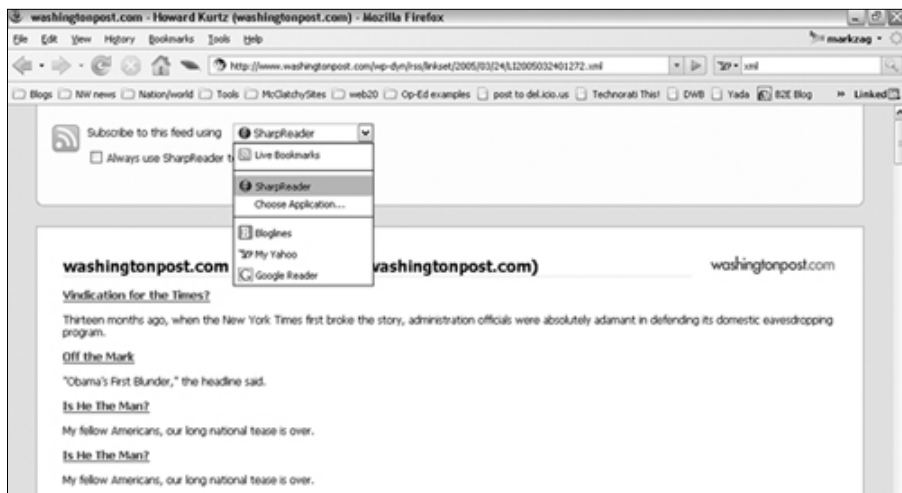 washingtonpost.com - Howard Kurtz (washingtonpost.com) - Mozilla Firefox
File Edit View History Bookmarks Tools Help
markzag
http://www.washingtonpost.com/wp-dyn/rss/linkset/2005/03/24/LI2005032401272.xml
xml
Blogs NW news Nation/world Tools McClatchySites web20 Op-Ed examples post to del.icio.us Technorati This! DWB Yada B2E Blog » Linked
Subscribe to this feed using SharpReader
Always use SharpReader
Live Bookmarks
SharpReader
Choose Application...
Bloglines
My Yahoo
Google Reader
washingtonpost.com washingtonpost.com)
washingtonpost.com
Vindication for the Times?
Thirteen months ago, when the New York Times first broke the story, administration officials were absolutely adamant in defending its domestic eavesdropping
program.
Off the Mark
"Obama's First Blunder," the headline said.
Is He The Man?
My fellow Americans, our long national tease is over.
Is He The Man?
My fellow Americans, our long national tease is over.